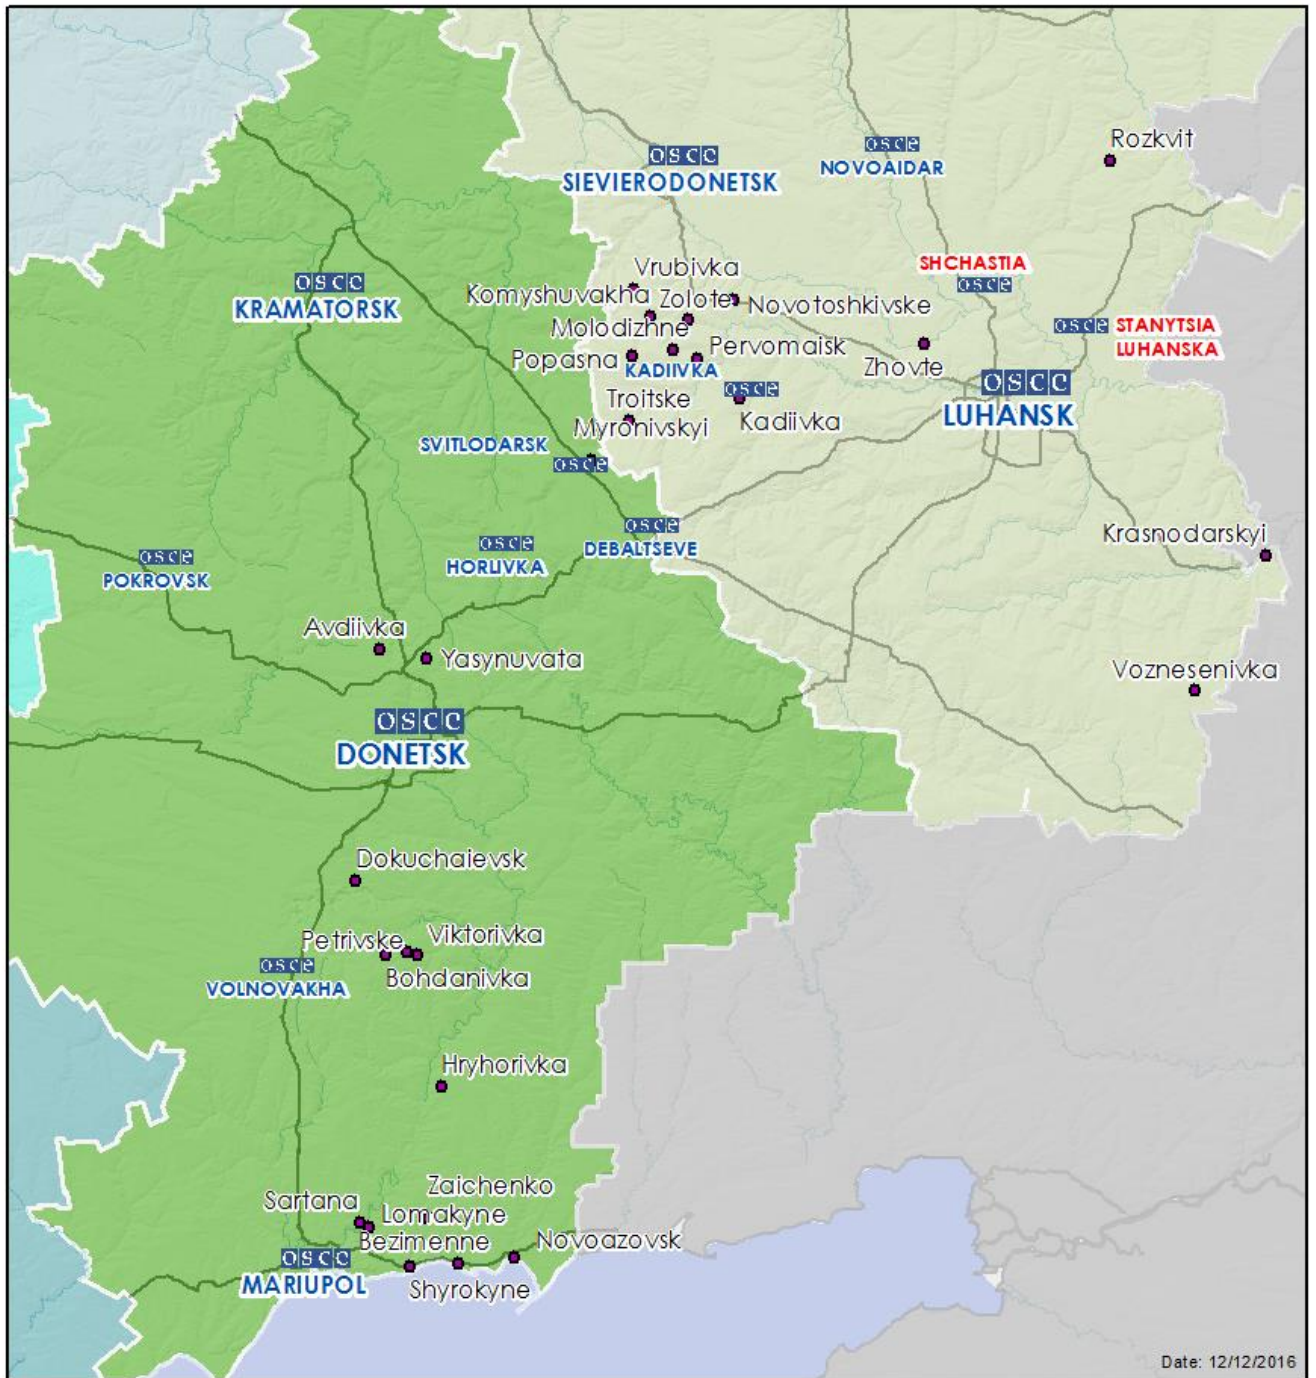 Rozkvit
osce
NOVOAIDAR
osce
SIEVIERODONETSK
SHCHASTIA
osce
Vrubivka
osce
KRAMATORSK
Komyshuvakha
Zolote
Novotoshkivske
osce
STANYTSIA
LUHANSKA
Molodizhne
Popasna
Pervomaisk
Zhovte
KADIIVKA
osce
osce
LUHANSK
Troitske
Kadiivka
Myronivskyi
SVITLODARSK
osce
osce
DEBALTSEVE
osce
HORLIVKA
osce
POKROVSK
Krasnodarskyi
Avdiivka
Yasynuvata
Voznesenivka
osce
DONETSK
Dokuchaievsk
Petrivske
Viktorivka
Bohdanivka
osce
VOLNOVAKHA
Hryhorivka
Zaichenko
Sartana
Lomakyne
Bezimenne
Novoazovsk
osce
MARIUPOL
Shyrokyne
Date: 12/12/2016